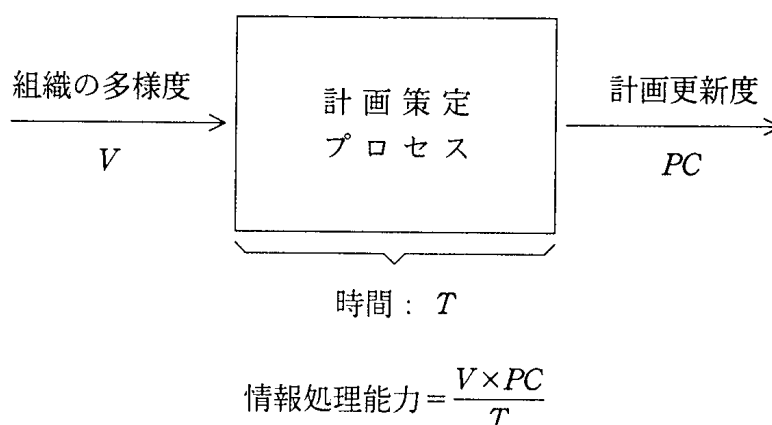 組織の多様度
V
計画策定
プロセス
計画更新度
PC
時間： T
情報処理能力＝V×PC/T